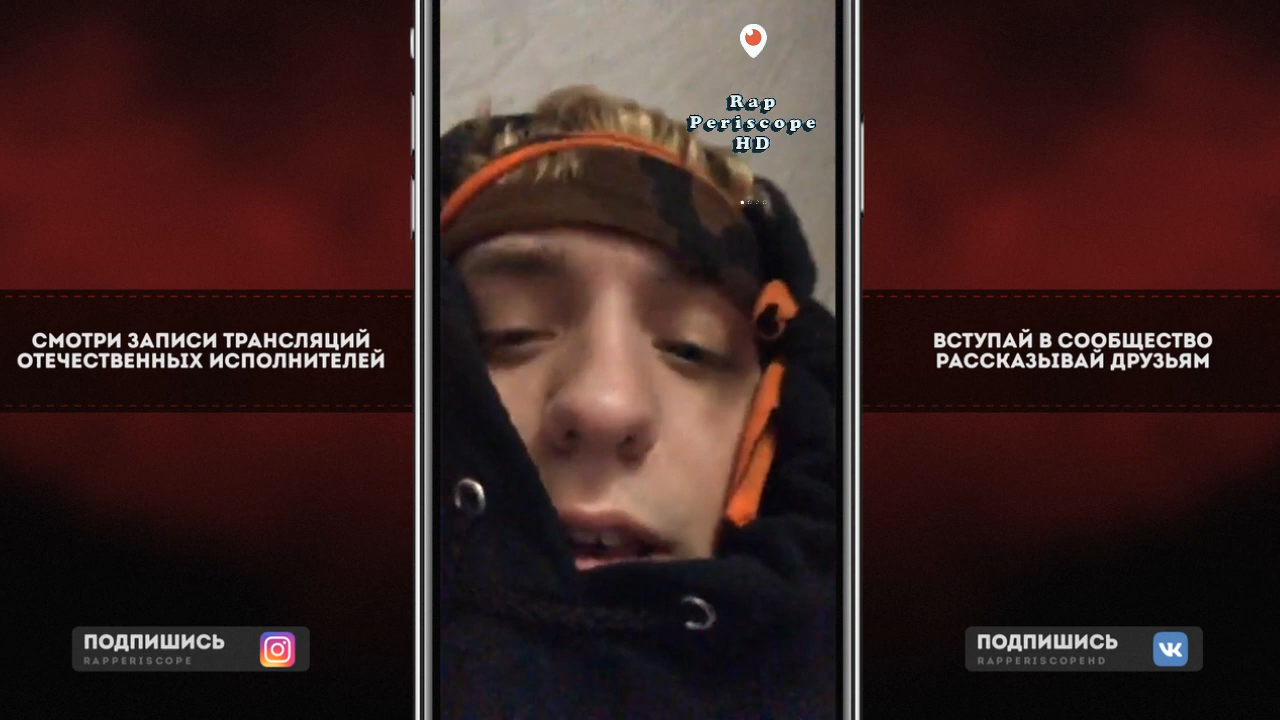 Rap
Periscope
HD
СМОТРИ ЗАПИСИ ТРАНСЛЯЦИЙ
ОТЕЧЕСТВЕННЫХ ИСПОЛНИТЕЛЕЙ
ВСТУПАЙ В СООБЩЕСТВО
РАССКАЗЫВАЙ ДРУЗЬЯМ
ПОДПИШИСЬ
RAPPERISCOPE
ПОДПИШИСЬ
RAPPERISCOPEHD